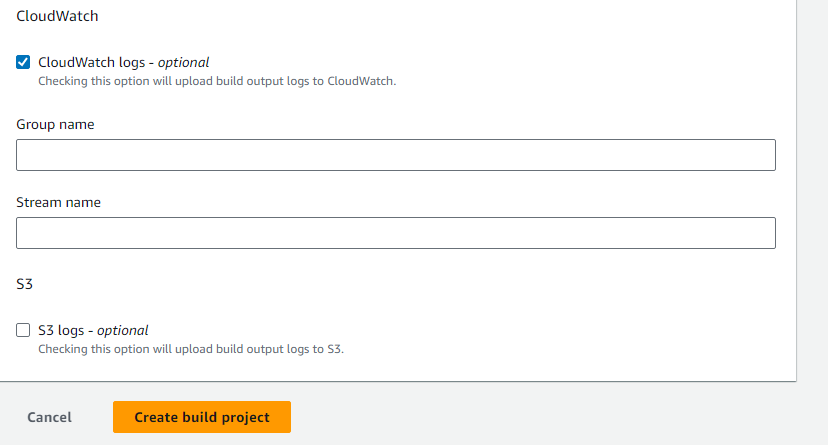 CloudWatch
CloudWatch logs - optional
Checking this option will upload build output logs to CloudWatch.
Group name
Stream name
S3
S3 logs - optional
Checking this option will upload build output logs to S3.
Cancel
Create build project